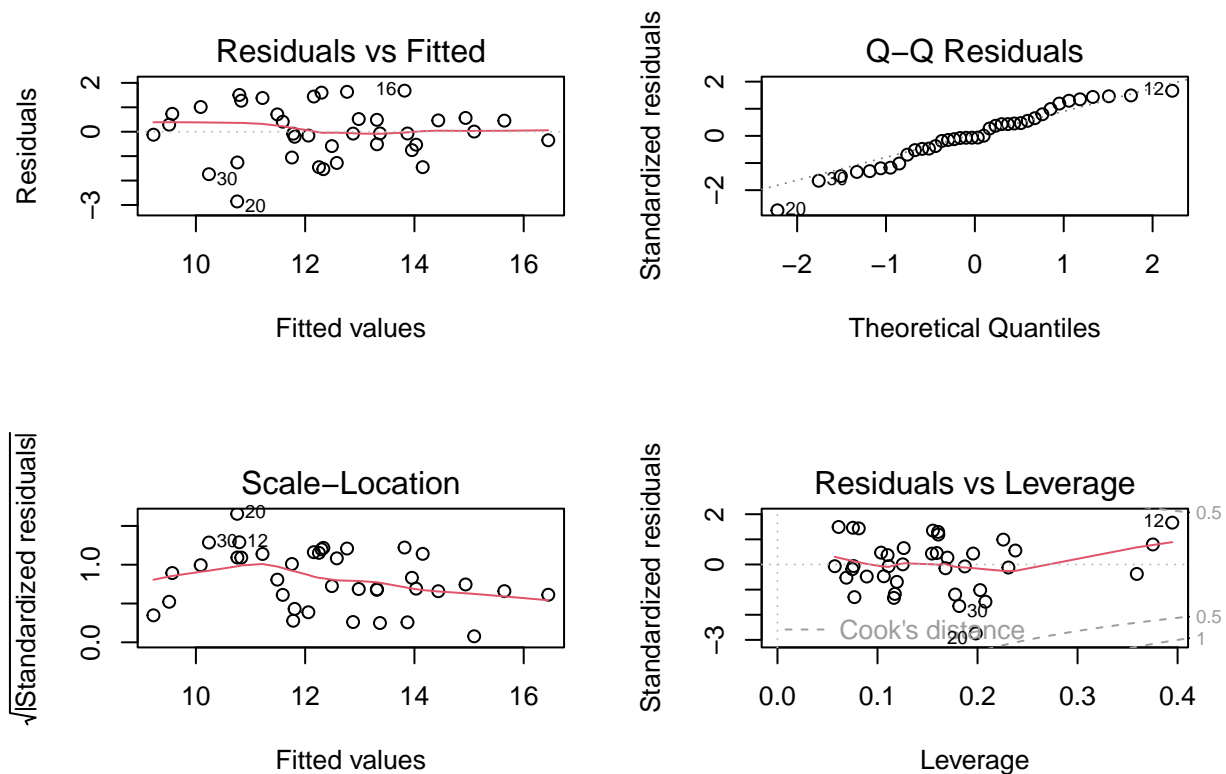 Residuals vs Fitted
Residuals
2
0
−3
16
30
20
10 12 14 16
Fitted values
Q−Q Residuals
Standardized residuals
2
0
−2
12
30
20
−2 −1 0 1 2
Theoretical Quantiles
Scale−Location
√|Standardized residuals|
1.0
0.0
20
30 12
10 12 14 16
Fitted values
Residuals vs Leverage
Standardized residuals
2
0
−3
12
0.5
30
0.5
Cook's distance
20
1
0.0 0.1 0.2 0.3 0.4
Leverage